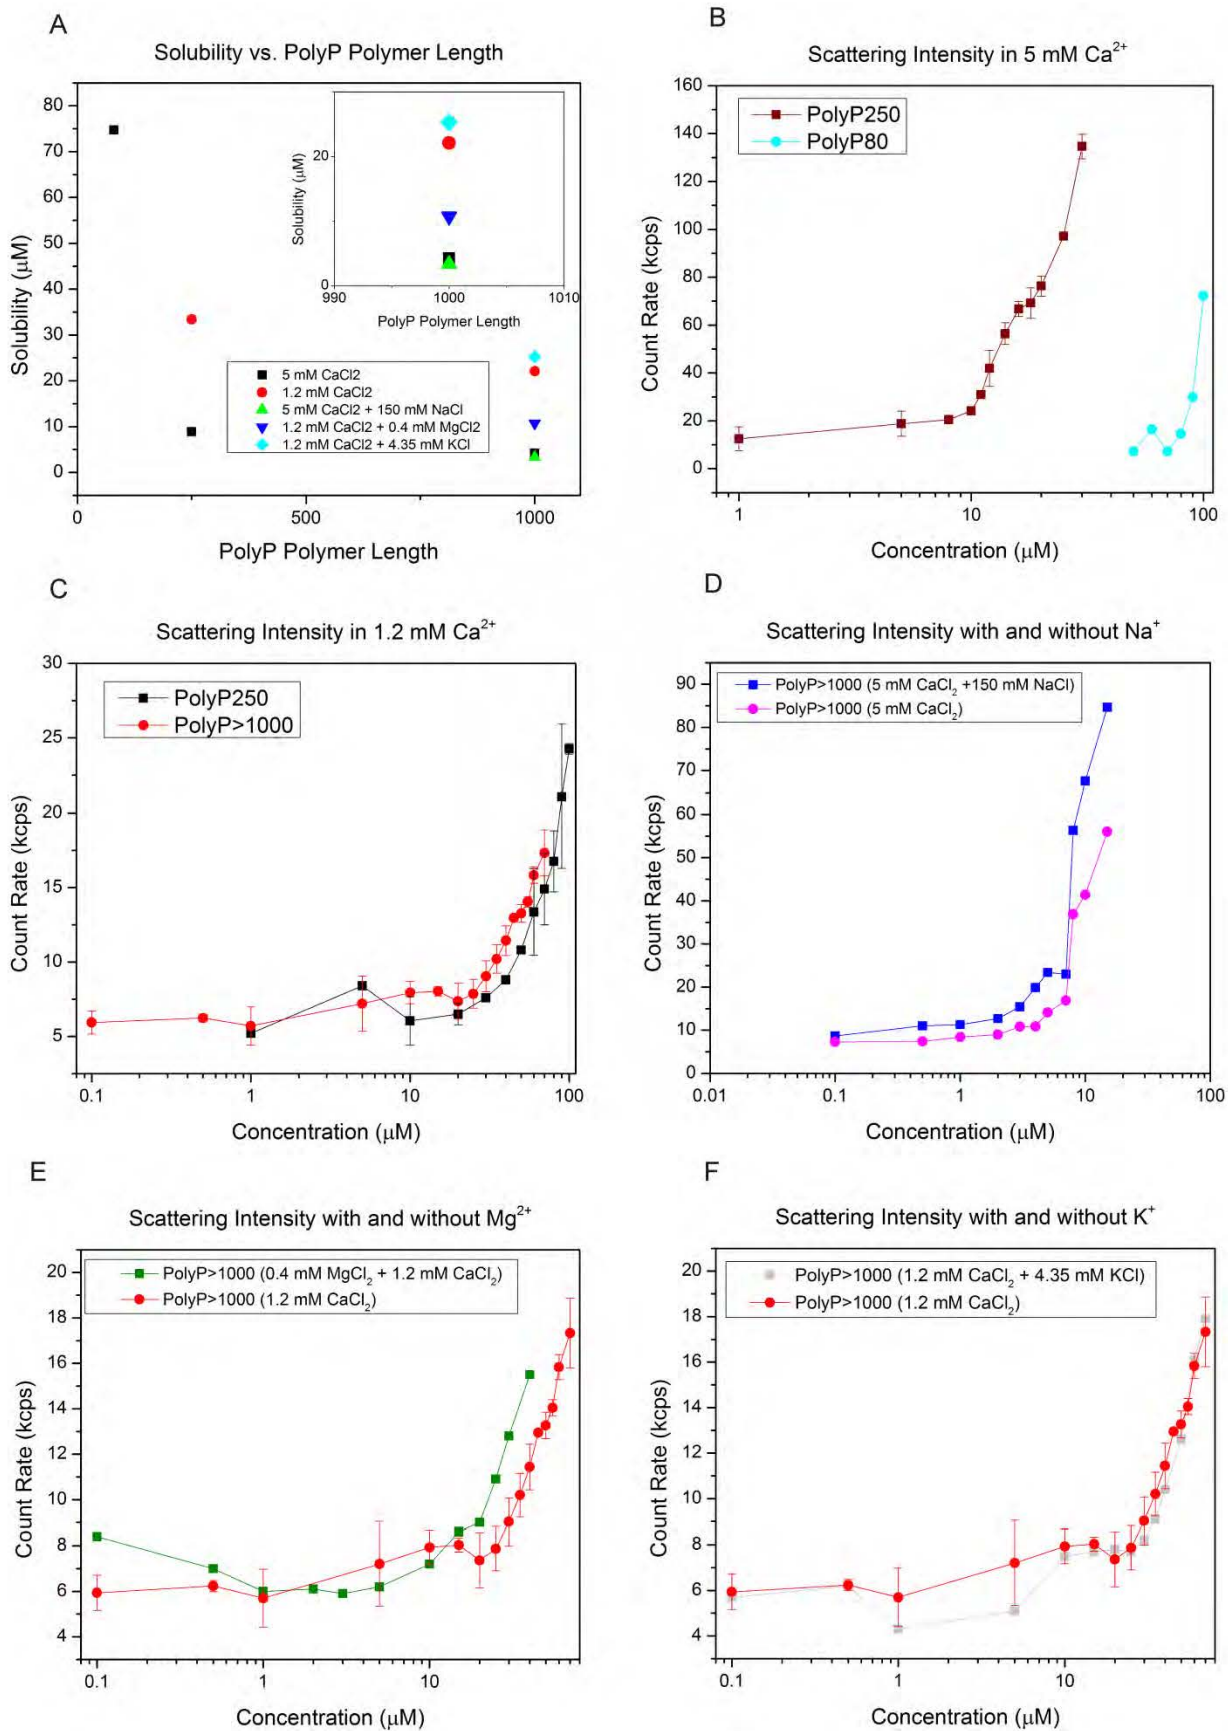 A
Solubility vs. PolyP Polymer Length
80
70
60
50
40
30
20
10
0
Solubility (μM)
0
500
1000
PolyP Polymer Length
20
0
Solubility (μM)
990
1000
1010
PolyP Polymer Length
5 mM CaCl2
1.2 mM CaCl2
5 mM CaCl2 + 150 mM NaCl
1.2 mM CaCl2 + 0.4 mM MgCl2
1.2 mM CaCl2 + 4.35 mM KCl
B
Scattering Intensity in 5 mM Ca²⁺
PolyP250
PolyP80
160
140
120
100
80
60
40
20
0
Count Rate (kcps)
1
10
100
Concentration (μM)
C
Scattering Intensity in 1.2 mM Ca²⁺
PolyP250
PolyP>1000
30
25
20
15
10
5
Count Rate (kcps)
0.1
1
10
100
Concentration (μM)
D
Scattering Intensity with and without Na⁺
PolyP>1000 (5 mM CaCl₂ +150 mM NaCl)
PolyP>1000 (5 mM CaCl₂)
90
80
70
60
50
40
30
20
10
0
Count Rate (kcps)
0.01
0.1
1
10
100
Concentration (μM)
E
Scattering Intensity with and without Mg²⁺
PolyP>1000 (0.4 mM MgCl₂ + 1.2 mM CaCl₂)
PolyP>1000 (1.2 mM CaCl₂)
20
18
16
14
12
10
8
6
4
Count Rate (kcps)
0.1
1
10
Concentration (μM)
F
Scattering Intensity with and without K⁺
PolyP>1000 (1.2 mM CaCl₂ + 4.35 mM KCl)
PolyP>1000 (1.2 mM CaCl₂)
20
18
16
14
12
10
8
6
4
Count Rate (kcps)
0.1
1
10
Concentration (μM)